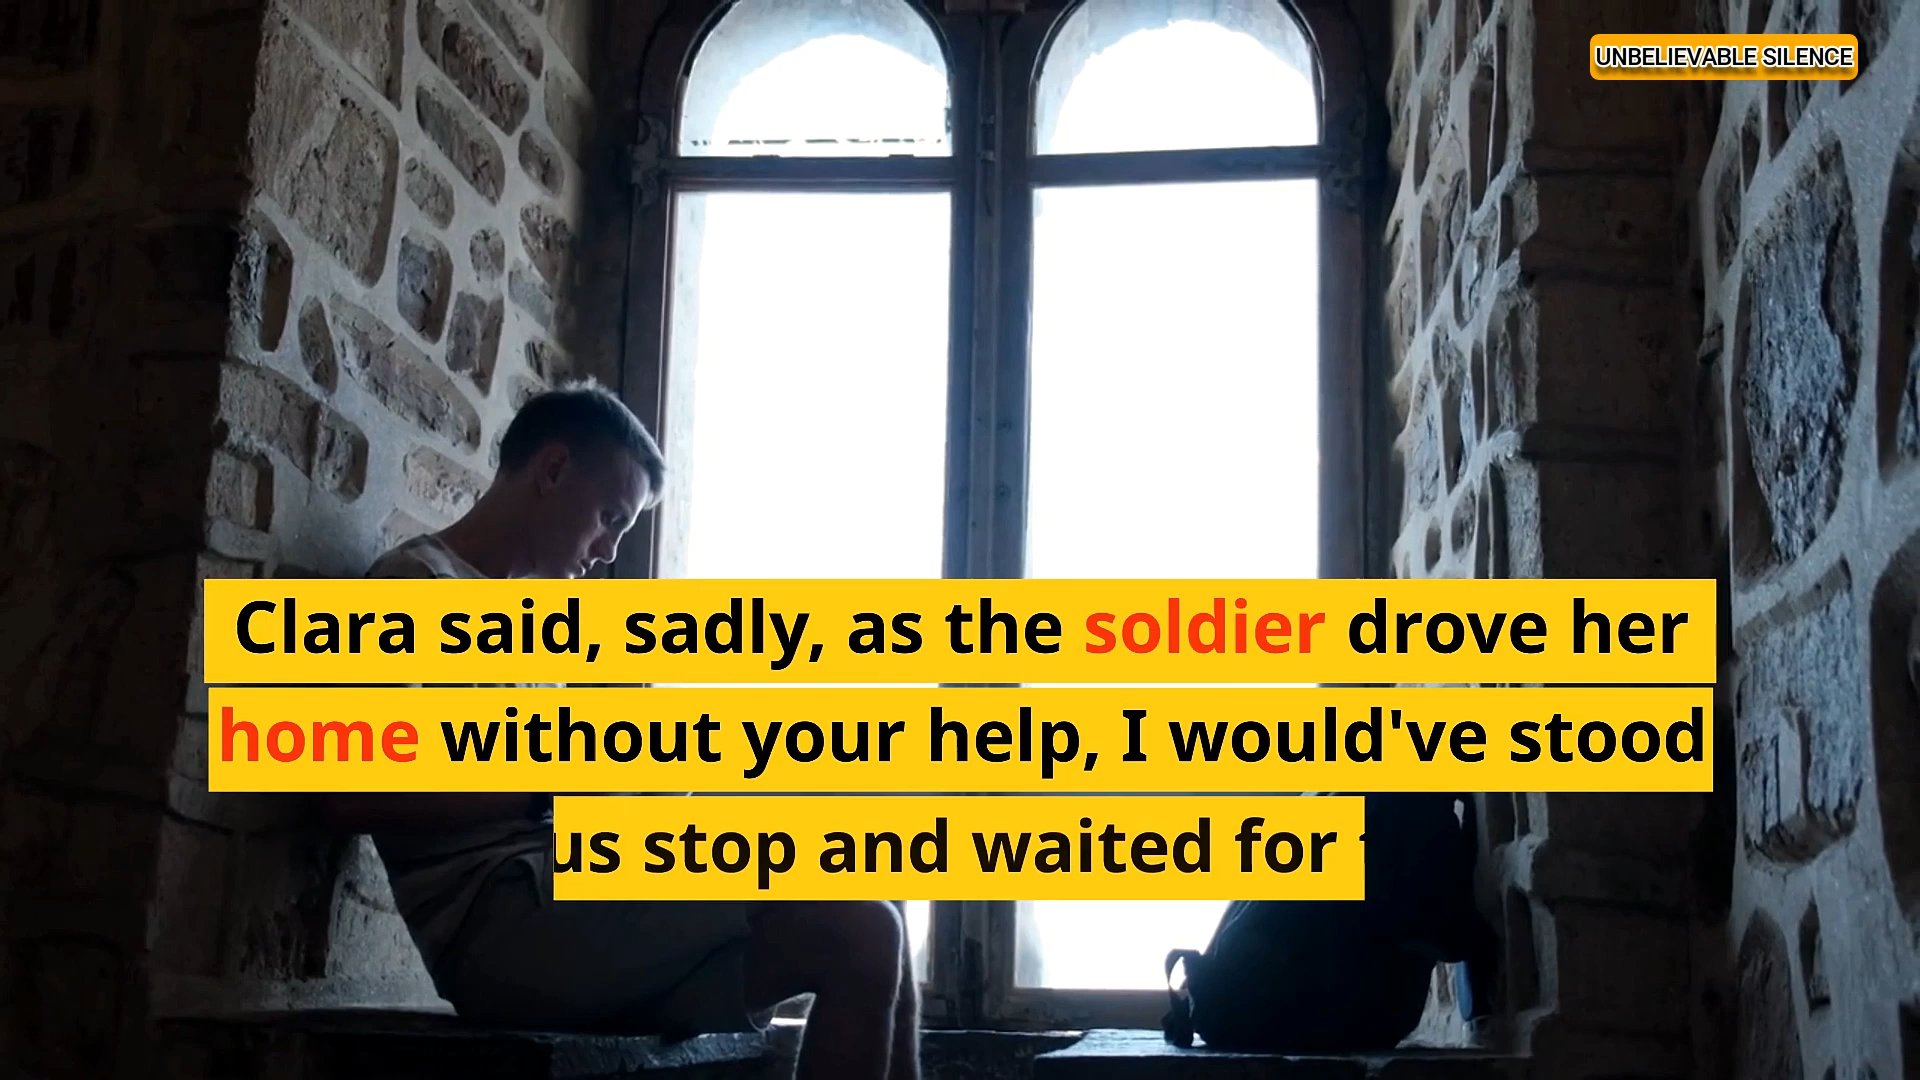 UNBELIEVABLE SILENCE
Clara said, sadly, as the soldier drove her
home without your help, I would've stood
us stop and waited for